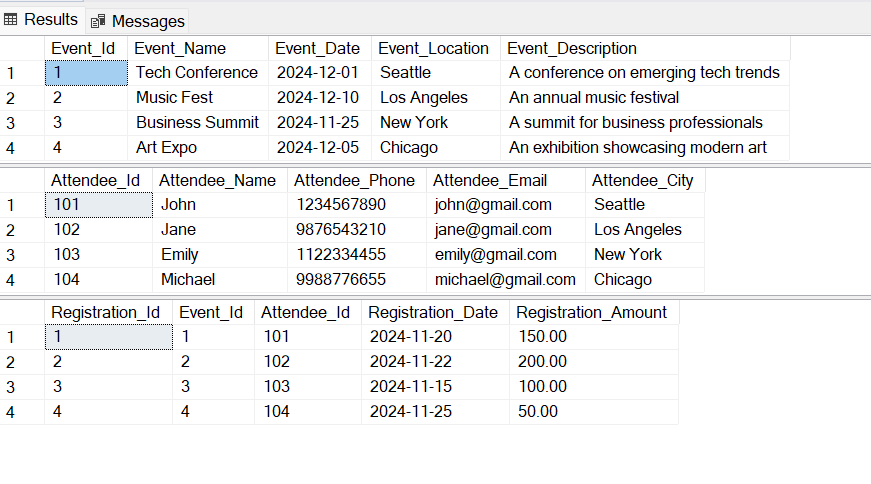 Results Messages
Event_Id Event_Name Event_Date Event_Location Event_Description
1 1 Tech Conference 2024-12-01 Seattle A conference on emerging tech trends
2 2 Music Fest 2024-12-10 Los Angeles An annual music festival
3 3 Business Summit 2024-11-25 New York A summit for business professionals
4 4 Art Expo 2024-12-05 Chicago An exhibition showcasing modern art
Attendee_Id Attendee_Name Attendee_Phone Attendee_Email Attendee_City
1 101 John 1234567890 john@gmail.com Seattle
2 102 Jane 9876543210 jane@gmail.com Los Angeles
3 103 Emily 1122334455 emily@gmail.com New York
4 104 Michael 9988776655 michael@gmail.com Chicago
Registration_Id Event_Id Attendee_Id Registration_Date Registration_Amount
1 1 1 101 2024-11-20 150.00
2 2 2 102 2024-11-22 200.00
3 3 3 103 2024-11-15 100.00
4 4 4 104 2024-11-25 50.00